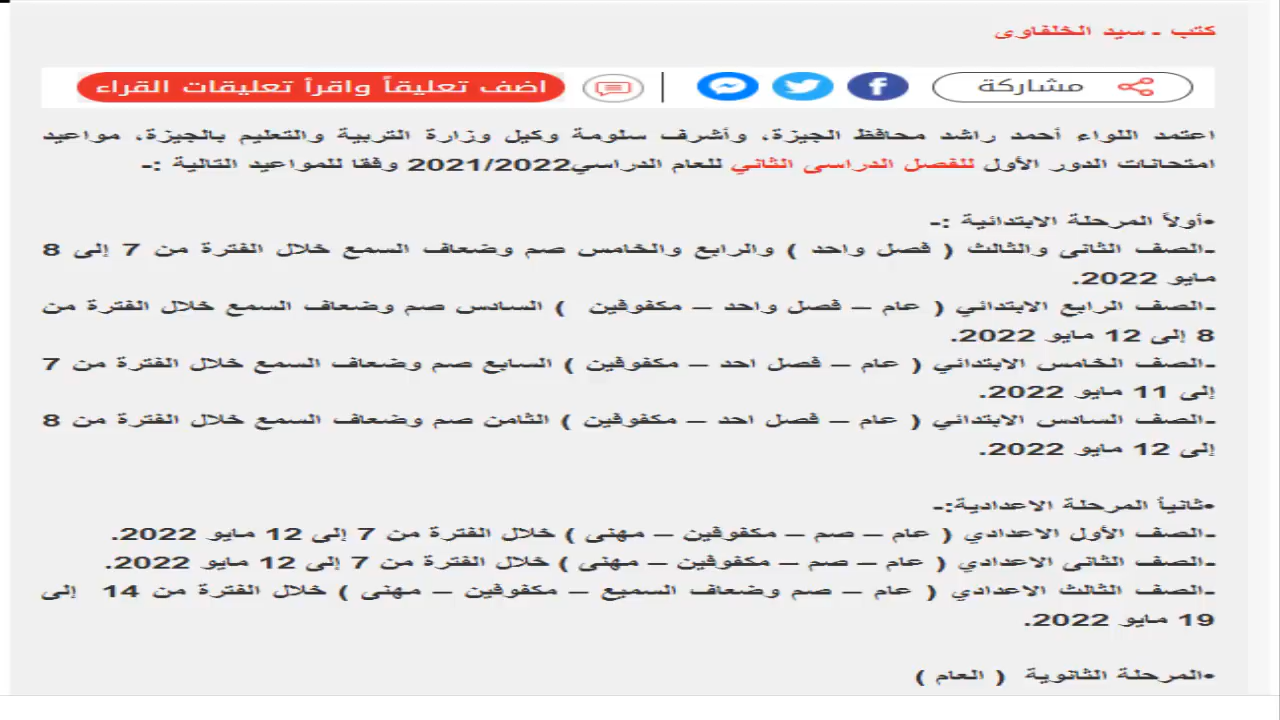 كتب - سيد الخلفاوى
مشاركة
اضف تعليقاً واقرأ تعليقات القراء
اعتمد اللواء أحمد راشد محافظ الجيزة، وأشرف سلومة وكيل وزارة التربية والتعليم بالجيزة، مواعيد
امتحانات الدور الأول للفصل الدراسى الثاني للعام الدراسي2021/2022 وفقا للمواعيد التالية :-
•أولاً المرحلة الابتدائية :-
-الصف الثانى والثالث ( فصل واحد ) والرابع والخامس صم وضعاف السمع خلال الفترة من 7 إلى 8
مايو 2022.
-الصف الرابع الابتدائي ( عام – فصل واحد – مكفوفين ) السادس صم وضعاف السمع خلال الفترة من
8 إلى 12 مايو 2022.
-الصف الخامس الابتدائي ( عام – فصل احد – مكفوفين ) السابع صم وضعاف السمع خلال الفترة من 7
إلى 11 مايو 2022.
-الصف السادس الابتدائي ( عام – فصل احد – مكفوفين ) الثامن صم وضعاف السمع خلال الفترة من 8
إلى 12 مايو 2022.
•ثانياً المرحلة الاعدادية:-
-الصف الأول الاعدادي ( عام – صم – مكفوفين – مهنى ) خلال الفترة من 7 إلى 12 مايو 2022.
-الصف الثانى الاعدادي ( عام – صم – مكفوفين – مهنى ) خلال الفترة من 7 إلى 12 مايو 2022.
-الصف الثالث الاعدادي ( عام – صم وضعاف السميع – مكفوفين – مهنى ) خلال الفترة من 14 إلى
19 مايو 2022.
•المرحلة الثانوية ( العام )